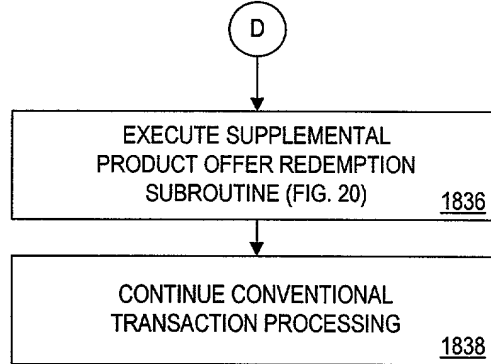 D
EXECUTE SUPPLEMENTAL
PRODUCT OFFER REDEMPTION
SUBROUTINE (FIG. 20)
1836
CONTINUE CONVENTIONAL
TRANSACTION PROCESSING
1838